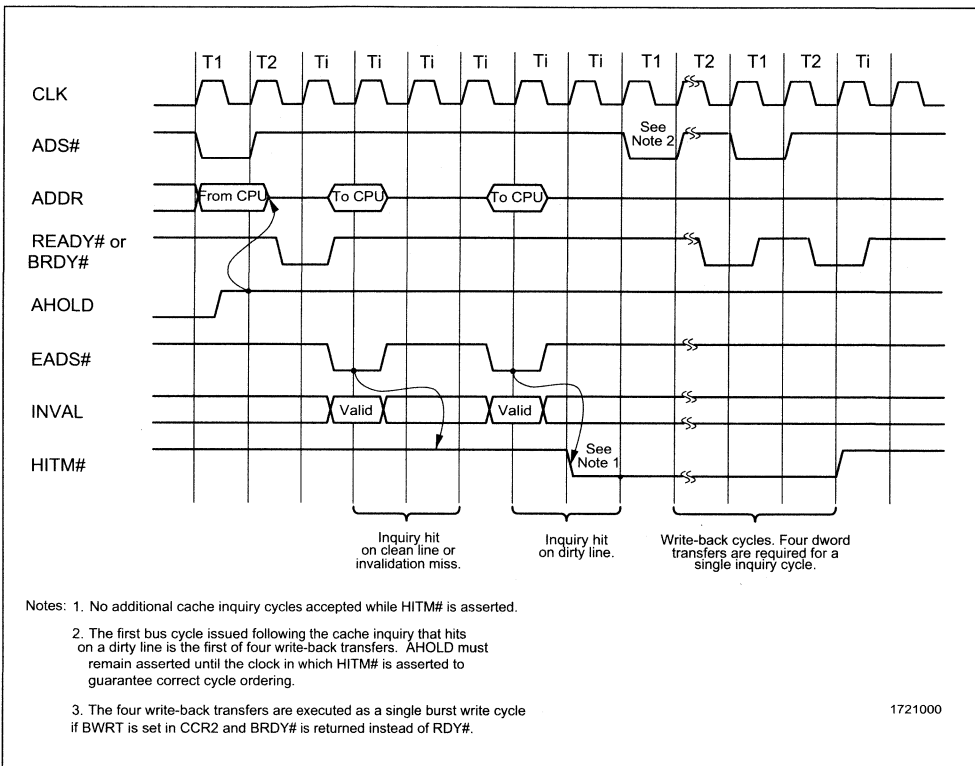 T1 T2 Ti Ti Ti Ti Ti Ti T1 T2 T1 T2 Ti
CLK
ADS#
See
Note 2
ADDR
From CPU
To CPU
To CPU
READY# or
BRDY#
AHOLD
EADS#
INVAL
Valid
Valid
HITM#
See
Note 1
Inquiry hit
on clean line or
invalidation miss.
Inquiry hit
on dirty line.
Write-back cycles. Four dword
transfers are required for a
single inquiry cycle.
Notes: 1. No additional cache inquiry cycles accepted while HITM# is asserted.
2. The first bus cycle issued following the cache inquiry that hits
on a dirty line is the first of four write-back transfers. AHOLD must
remain asserted until the clock in which HITM# is asserted to
guarantee correct cycle ordering.
3. The four write-back transfers are executed as a single burst write cycle
if BWRT is set in CCR2 and BRDY# is returned instead of RDY#.
1721000